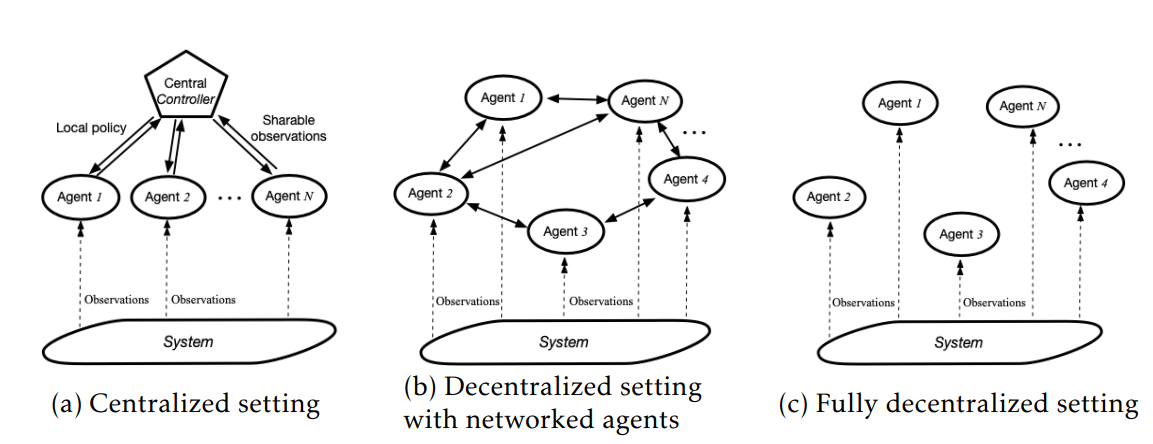 Central
Controller
Local policy
Sharable
observations
Agent 1
Agent 2
...
Agent N
Observations
Observations
System
(a) Centralized setting
Agent 1
Agent N
...
Agent 2
Agent 4
Agent 3
Observations
Observations
System
(b) Decentralized setting
with networked agents
Agent 1
Agent N
...
Agent 2
Agent 4
Agent 3
Observations
Observations
System
(c) Fully decentralized setting